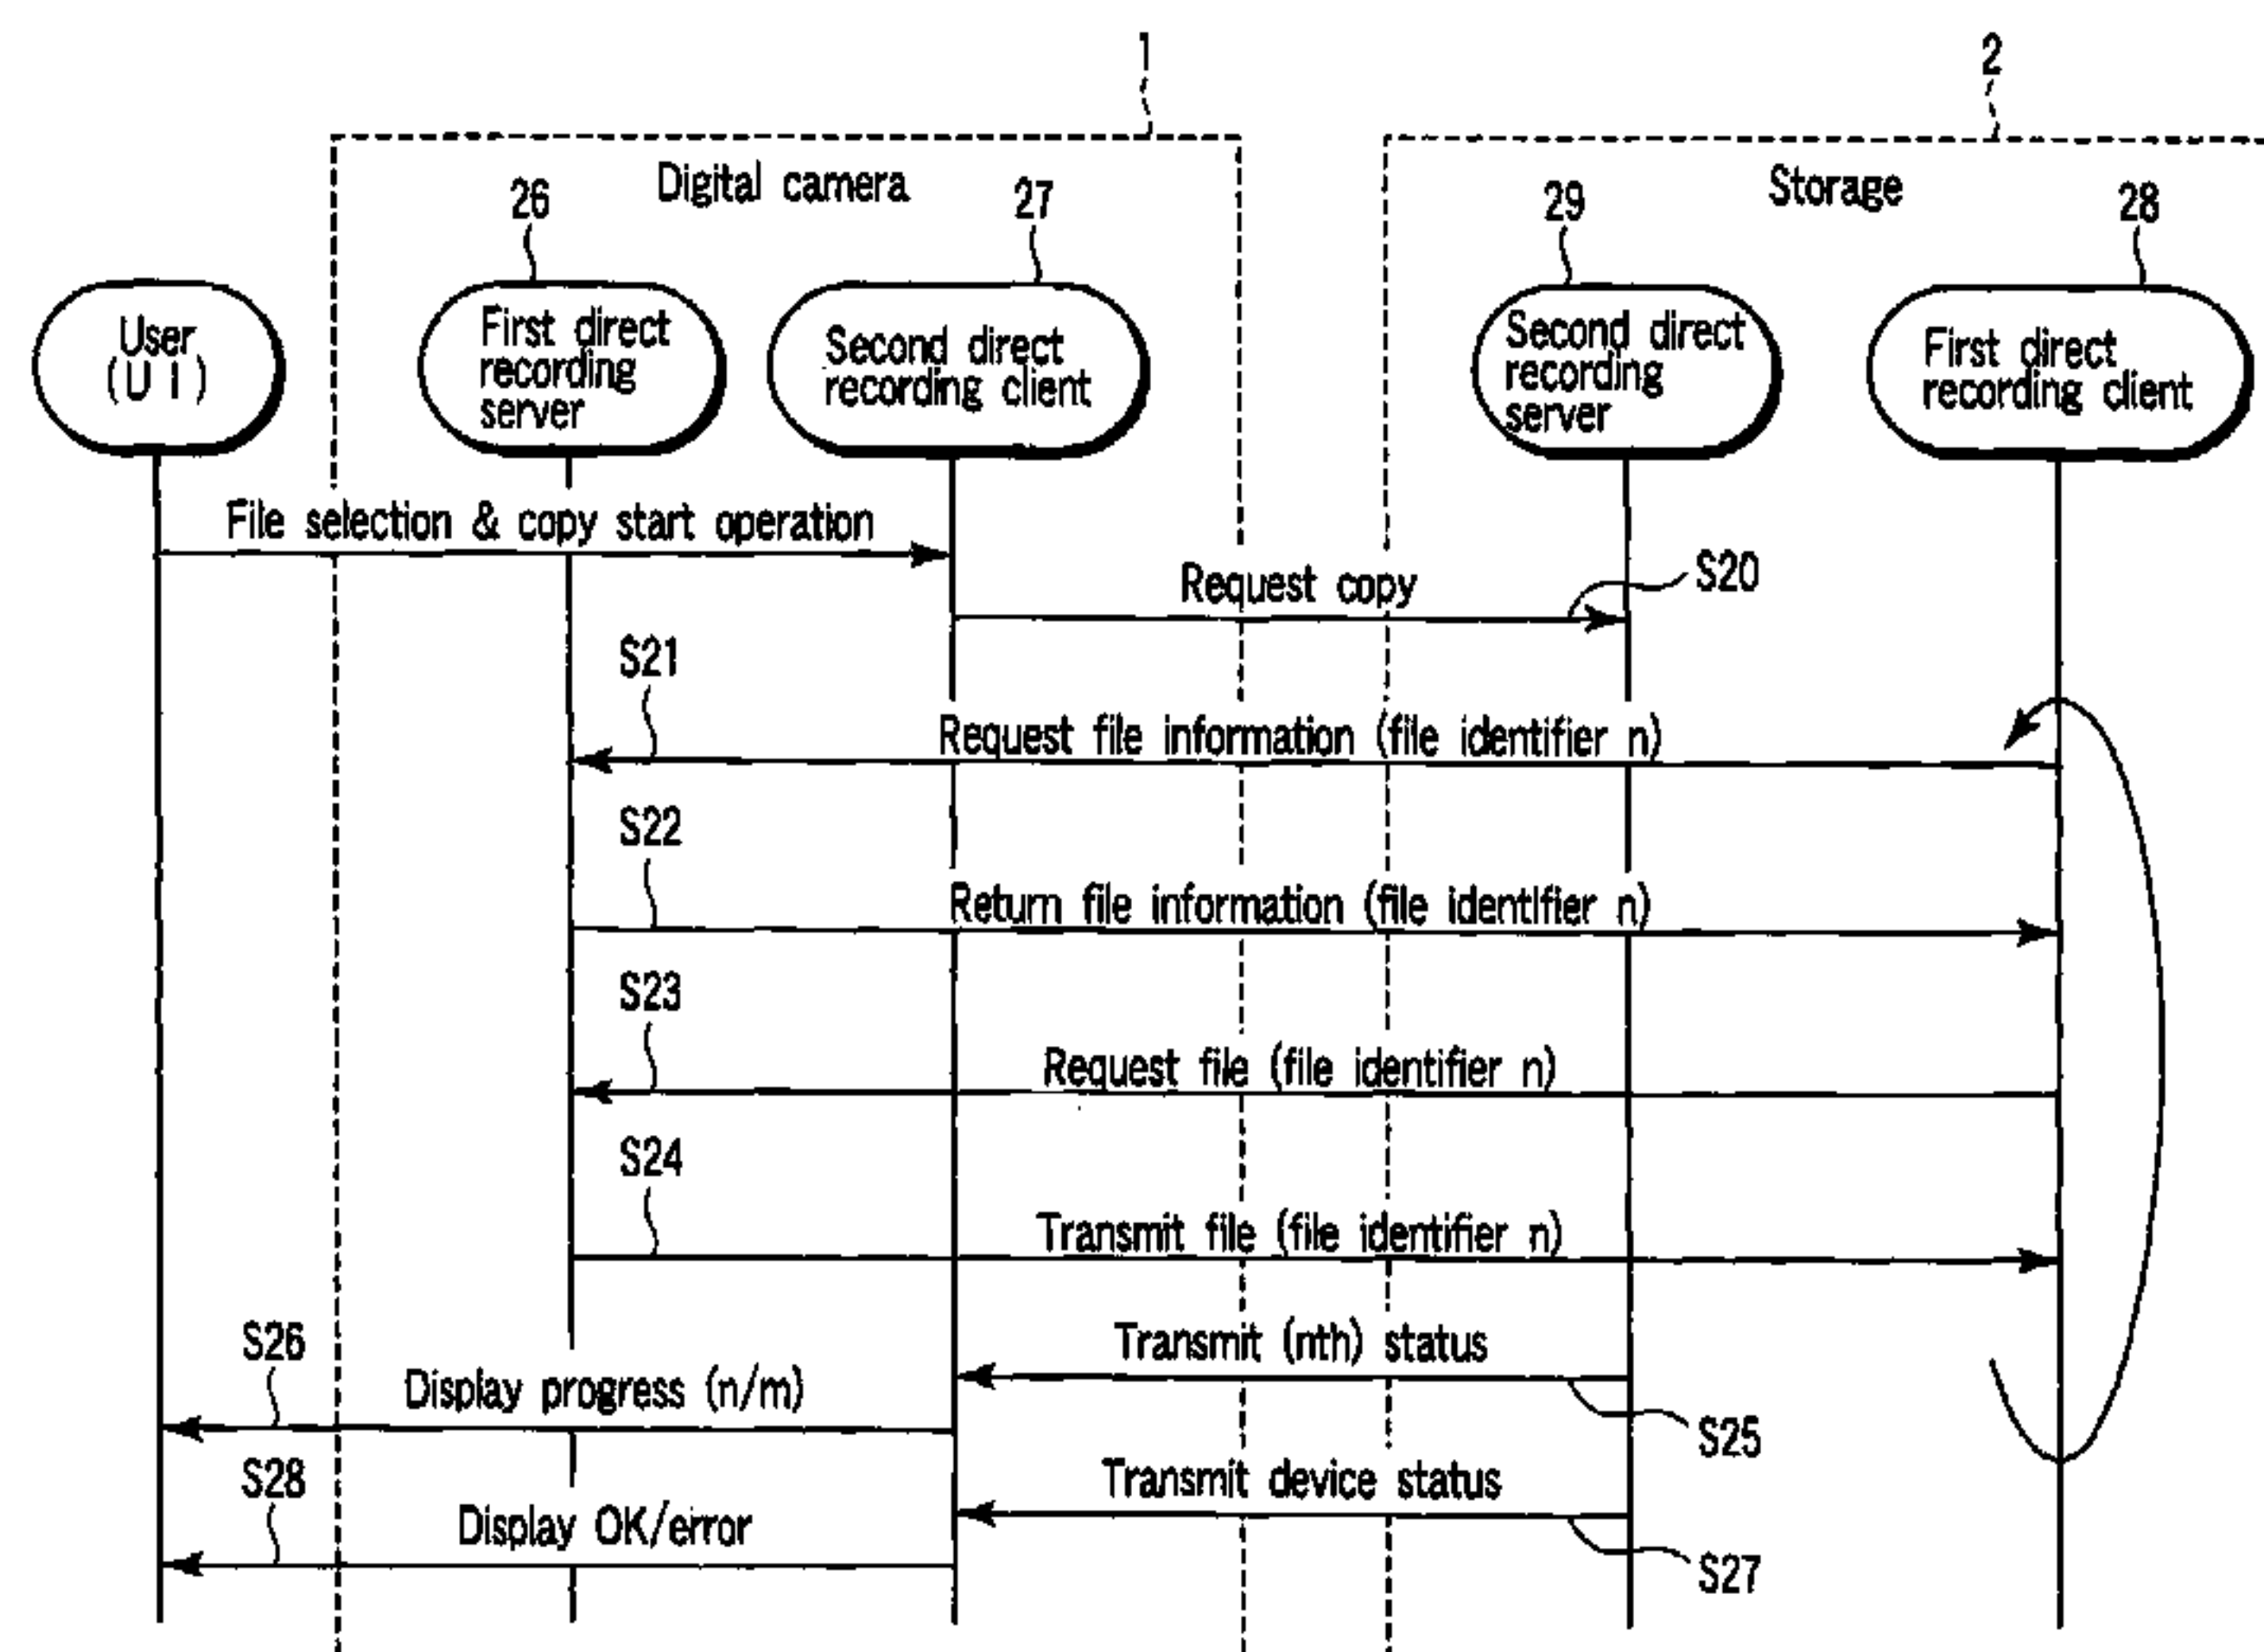 1
2
Digital camera
Storage
26
27
29
28
User
(UI)
First direct
recording
server
Second direct
recording client
Second direct
recording
server
First direct
recording client
File selection & copy start operation
Request copy
S20
S21
Request file information (file identifier n)
S22
Return file information (file identifier n)
S23
Request file (file identifier n)
S24
Transmit file (file identifier n)
Transmit (nth) status
S26
Display progress (n/m)
S25
Transmit device status
S28
Display OK/error
S27